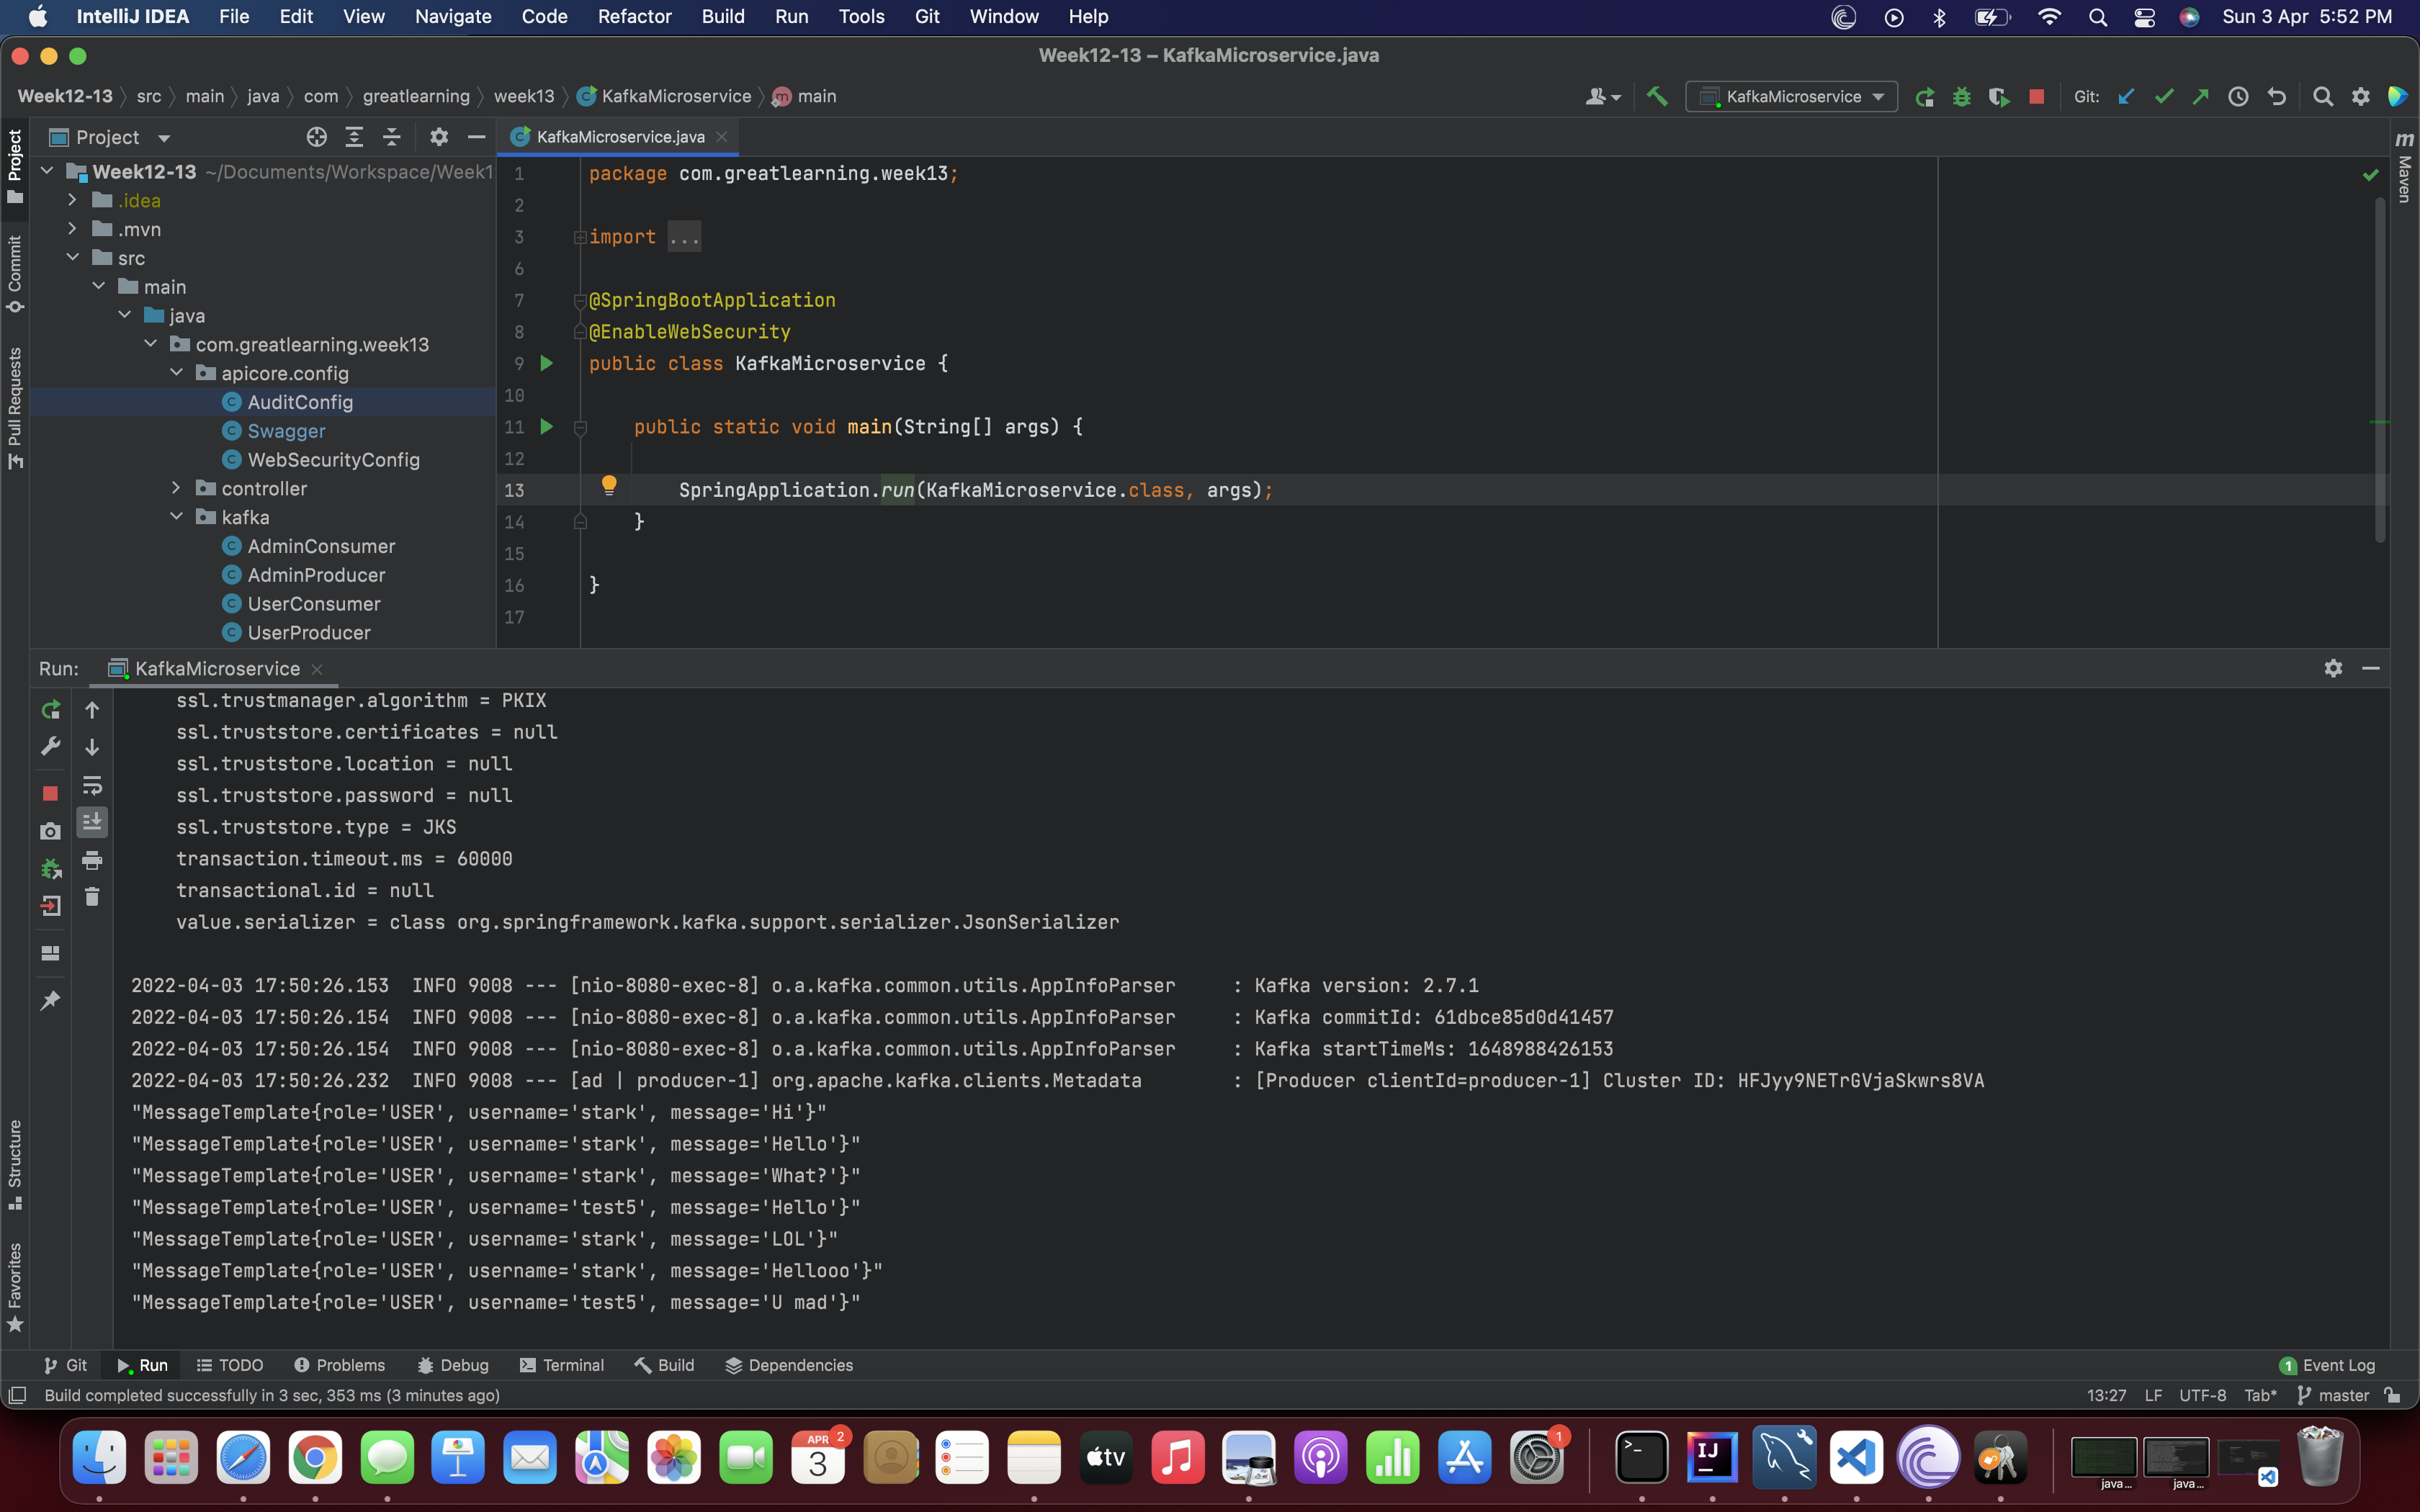 IntelliJ IDEA File Edit View Navigate Code Refactor Build Run Tools Git Window Help Sun 3 Apr 5:52 PM
Week12-13 – KafkaMicroservice.java
Week12-13 src main java com greatlearning week13 KafkaMicroservice main KafkaMicroservice Git:
Project KafkaMicroservice.java
Project
Commit
Pull Requests
Structure
Favorites
Maven
Week12-13 ~/Documents/Workspace/Week1
.idea
.mvn
src
main
java
com.greatlearning.week13
apicore.config
AuditConfig
Swagger
WebSecurityConfig
controller
kafka
AdminConsumer
AdminProducer
UserConsumer
UserProducer
1 package com.greatlearning.week13;
2
3 import ...
6
7 @SpringBootApplication
8 @EnableWebSecurity
9 public class KafkaMicroservice {
10
11 public static void main(String[] args) {
12
13 SpringApplication.run(KafkaMicroservice.class, args);
14 }
15
16 }
17
Run: KafkaMicroservice
ssl.trustmanager.algorithm = PKIX
ssl.truststore.certificates = null
ssl.truststore.location = null
ssl.truststore.password = null
ssl.truststore.type = JKS
transaction.timeout.ms = 60000
transactional.id = null
value.serializer = class org.springframework.kafka.support.serializer.JsonSerializer
2022-04-03 17:50:26.153 INFO 9008 --- [nio-8080-exec-8] o.a.kafka.common.utils.AppInfoParser : Kafka version: 2.7.1
2022-04-03 17:50:26.154 INFO 9008 --- [nio-8080-exec-8] o.a.kafka.common.utils.AppInfoParser : Kafka commitId: 61dbce85d0d41457
2022-04-03 17:50:26.154 INFO 9008 --- [nio-8080-exec-8] o.a.kafka.common.utils.AppInfoParser : Kafka startTimeMs: 1648988426153
2022-04-03 17:50:26.232 INFO 9008 --- [ad | producer-1] org.apache.kafka.clients.Metadata : [Producer clientId=producer-1] Cluster ID: HFJyy9NETrGVjaSkwrs8VA
"MessageTemplate{role='USER', username='stark', message='Hi'}"
"MessageTemplate{role='USER', username='stark', message='Hello'}"
"MessageTemplate{role='USER', username='stark', message='What?'}"
"MessageTemplate{role='USER', username='test5', message='Hello'}"
"MessageTemplate{role='USER', username='stark', message='LOL'}"
"MessageTemplate{role='USER', username='stark', message='Hellooo'}"
"MessageTemplate{role='USER', username='test5', message='U mad'}"
Git Run TODO Problems Debug Terminal Build Dependencies 1 Event Log
Build completed successfully in 3 sec, 353 ms (3 minutes ago) 13:27 LF UTF-8 Tab* master
APR 3 2
tv
1
IJ
java... java...